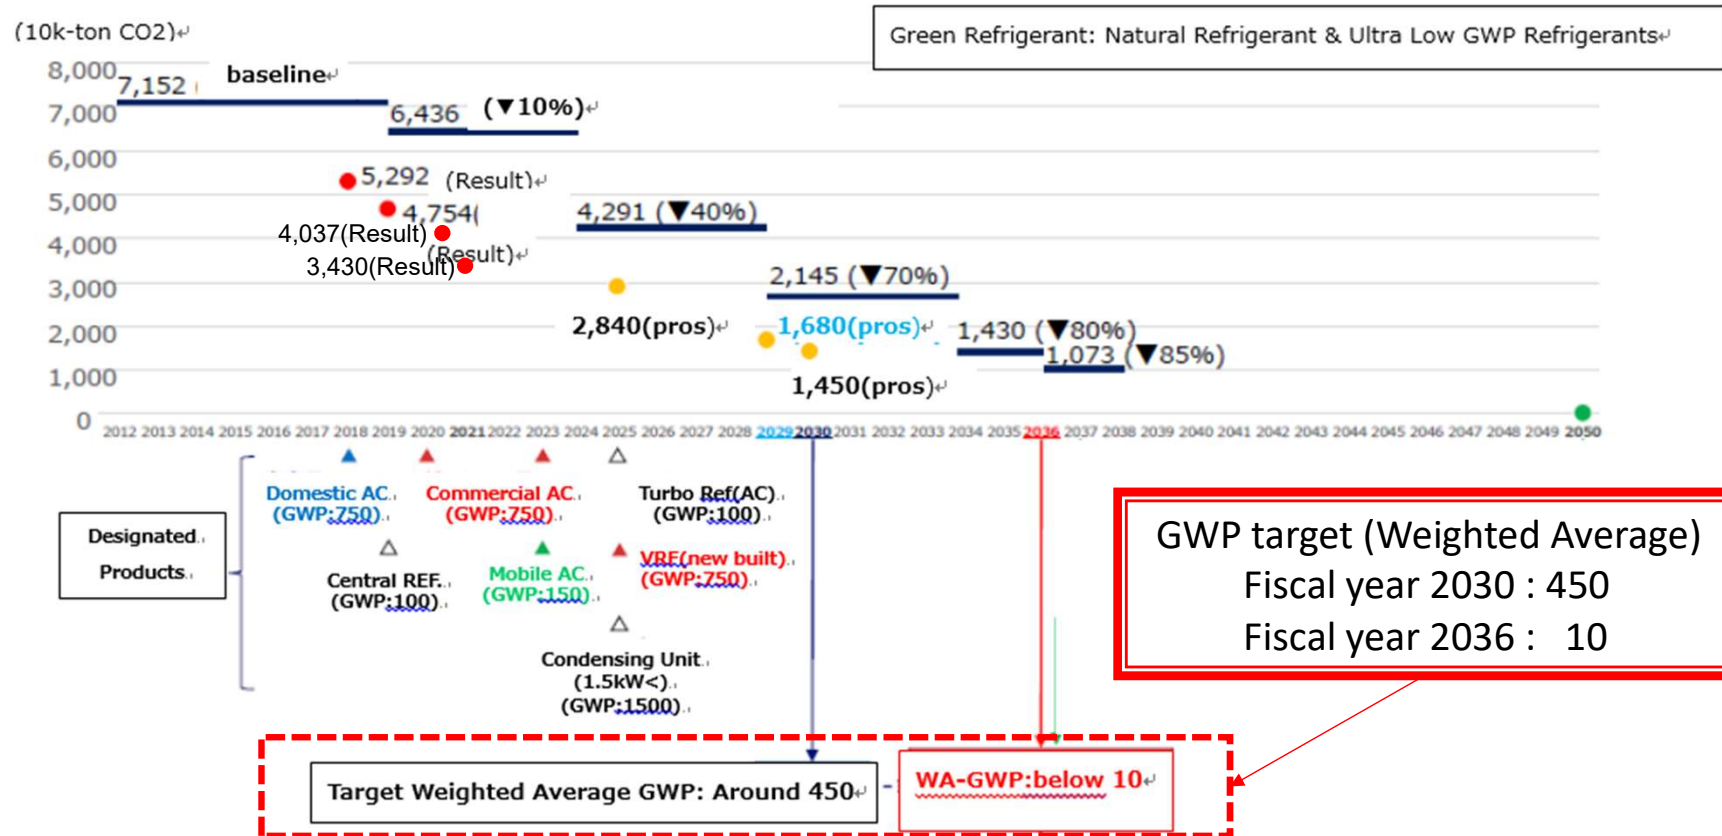 (10k-ton CO2)↵
Green Refrigerant: Natural Refrigerant & Ultra Low GWP Refrigerants↵
8,000
7,152 (
baseline↵
7,000
6,436
(▼10%)↵
6,000
5,292
(Result)↵
5,000
4,754(
4,291 (▼40%)
4,037(Result)
(Result)↵
4,000
3,430(Result)
3,000
2,145 (▼70%)
2,840(pros)↵
1,680(pros)↵
2,000
1,430 (▼80%)
1,073 (▼85%)
1,000
1,450(pros)↵
0
2012 2013 2014 2015 2016 2017 2018 2019 2020 2021 2022 2023 2024 2025 2026 2027 2028 2029 2030 2031 2032 2033 2034 2035 2036 2037 2038 2039 2040 2041 2042 2043 2044 2045 2046 2047 2048 2049 2050
Designated
Products
Domestic AC
(GWP:750)
Commercial AC
(GWP:750)
Turbo Ref(AC)
(GWP:100)
Central REF.
(GWP:100)
Mobile AC
(GWP:150)
VRF(new built)
(GWP:750)
Condensing Unit
(1.5kW<)
(GWP:1500)
GWP target (Weighted Average)
Fiscal year 2030 : 450
Fiscal year 2036 : 10
Target Weighted Average GWP: Around 450↵
WA-GWP:below 10↵